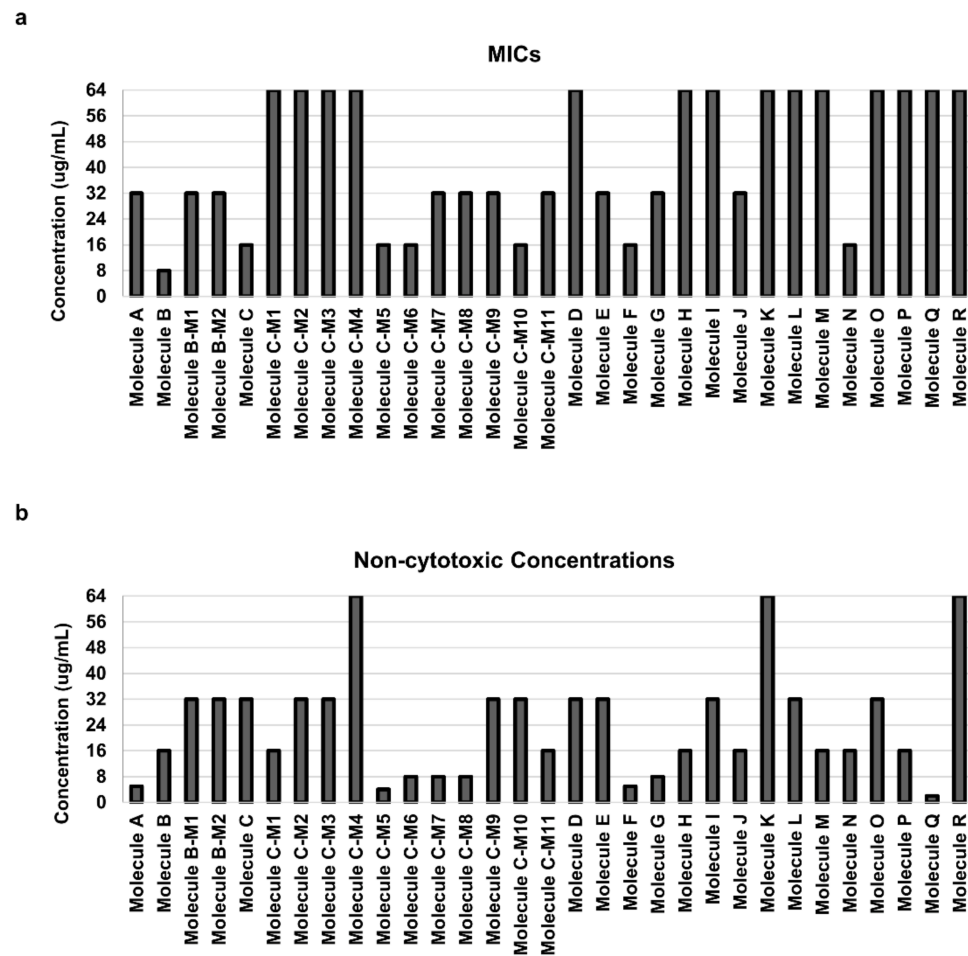 a
MICs
Concentration (ug/mL)
64
56
48
40
32
24
16
8
0
Molecule A
Molecule B
Molecule B-M1
Molecule B-M2
Molecule C
Molecule C-M1
Molecule C-M2
Molecule C-M3
Molecule C-M4
Molecule C-M5
Molecule C-M6
Molecule C-M7
Molecule C-M8
Molecule C-M9
Molecule C-M10
Molecule C-M11
Molecule D
Molecule E
Molecule F
Molecule G
Molecule H
Molecule I
Molecule J
Molecule K
Molecule L
Molecule M
Molecule N
Molecule O
Molecule P
Molecule Q
Molecule R
b
Non-cytotoxic Concentrations
Concentration (ug/mL)
64
56
48
40
32
24
16
8
0
Molecule A
Molecule B
Molecule B-M1
Molecule B-M2
Molecule C
Molecule C-M1
Molecule C-M2
Molecule C-M3
Molecule C-M4
Molecule C-M5
Molecule C-M6
Molecule C-M7
Molecule C-M8
Molecule C-M9
Molecule C-M10
Molecule C-M11
Molecule D
Molecule E
Molecule F
Molecule G
Molecule H
Molecule I
Molecule J
Molecule K
Molecule L
Molecule M
Molecule N
Molecule O
Molecule P
Molecule Q
Molecule R